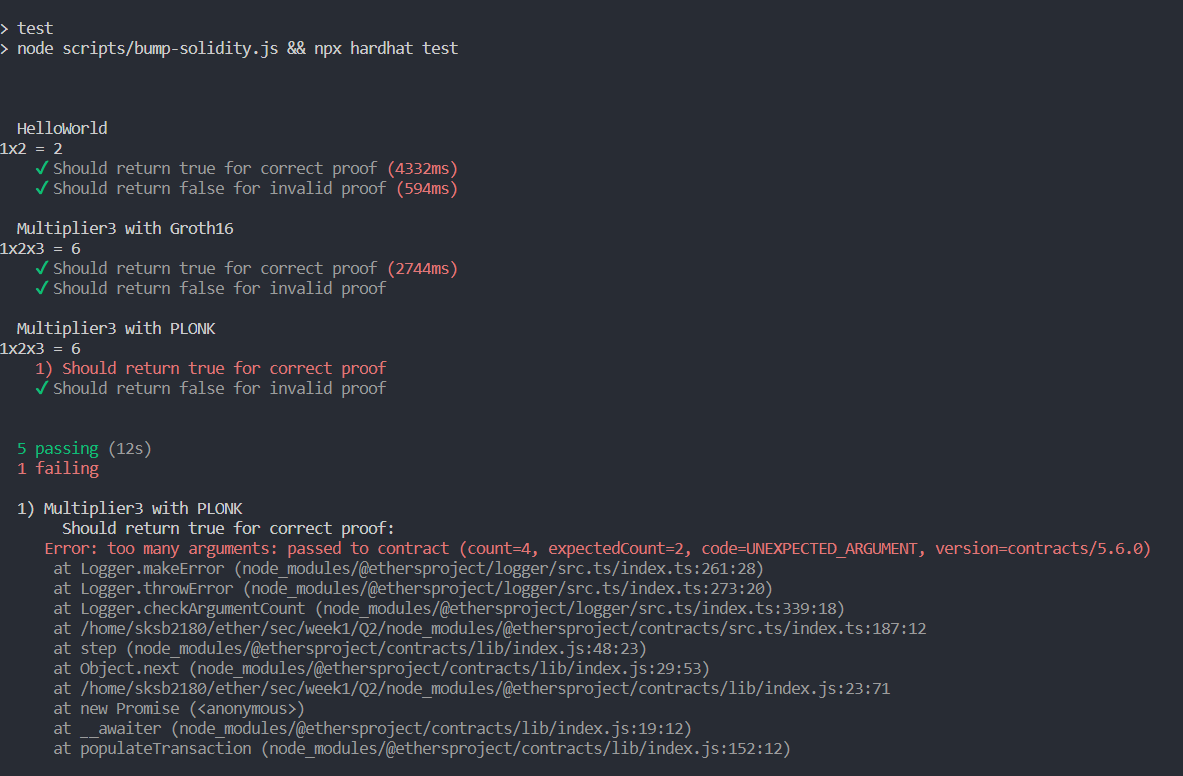 > test
> node scripts/bump-solidity.js && npx hardhat test
HelloWorld
1x2 = 2
✓ Should return true for correct proof (4332ms)
✓ Should return false for invalid proof (594ms)
Multiplier3 with Groth16
1x2x3 = 6
✓ Should return true for correct proof (2744ms)
✓ Should return false for invalid proof
Multiplier3 with PLONK
1x2x3 = 6
1) Should return true for correct proof
✓ Should return false for invalid proof
5 passing (12s)
1 failing
1) Multiplier3 with PLONK
Should return true for correct proof:
Error: too many arguments: passed to contract (count=4, expectedCount=2, code=UNEXPECTED_ARGUMENT, version=contracts/5.6.0)
at Logger.makeError (node_modules/@ethersproject/logger/src.ts/index.ts:261:28)
at Logger.throwError (node_modules/@ethersproject/logger/src.ts/index.ts:273:20)
at Logger.checkArgumentCount (node_modules/@ethersproject/logger/src.ts/index.ts:339:18)
at /home/sksb2180/ether/sec/week1/Q2/node_modules/@ethersproject/contracts/src.ts/index.ts:187:12
at step (node_modules/@ethersproject/contracts/lib/index.js:48:23)
at Object.next (node_modules/@ethersproject/contracts/lib/index.js:29:53)
at /home/sksb2180/ether/sec/week1/Q2/node_modules/@ethersproject/contracts/lib/index.js:23:71
at new Promise (<anonymous>)
at __awaiter (node_modules/@ethersproject/contracts/lib/index.js:19:12)
at populateTransaction (node_modules/@ethersproject/contracts/lib/index.js:152:12)